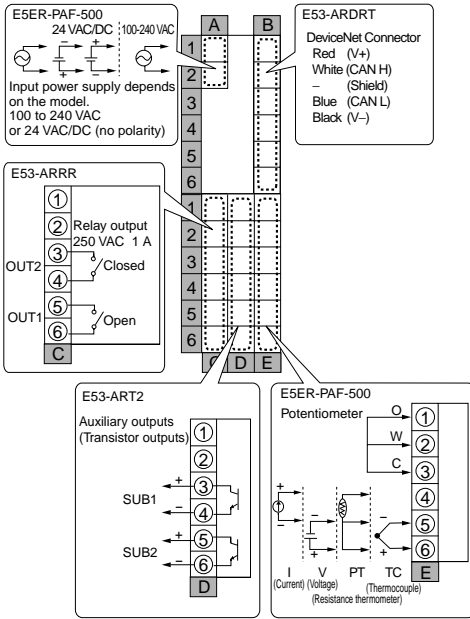 E5ER-PAF-500
24 VAC/DC 100-240 VAC
+ − − +
Input power supply depends
on the model.
100 to 240 VAC
or 24 VAC/DC (no polarity)
A B
1
2
3
4
5
6
1
2
3
4
5
6
C D E
E53-ARDRT
DeviceNet Connector
Red (V+)
White (CAN H)
– (Shield)
Blue (CAN L)
Black (V–)
E53-ARRR
1
2
3
4
5
6
C
Relay output
250 VAC 1 A
OUT2
Closed
OUT1
Open
E53-ART2
Auxiliary outputs
(Transistor outputs)
1
2
3
4
5
6
D
+
SUB1
−
+
SUB2
−
E5ER-PAF-500
Potentiometer
O
W
C
1
2
3
4
5
6
E
+
−
−
+
−
+
I V PT TC
(Current) (Voltage) (Thermocouple)
(Resistance thermometer)